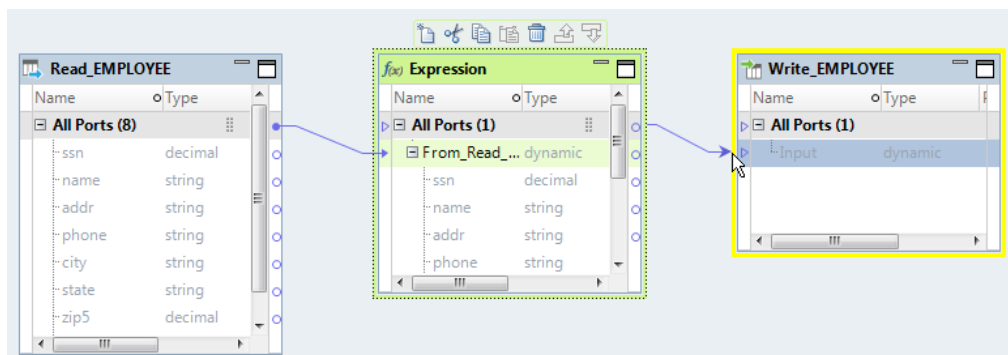 Read_EMPLOYEE
Name Type
All Ports (8)
ssn decimal
name string
addr string
phone string
city string
state string
zip5 decimal
f(x) Expression
Name Type
All Ports (1)
From_Read_... dynamic
ssn decimal
name string
addr string
phone string
Write_EMPLOYEE
Name Type
All Ports (1)
Input dynamic